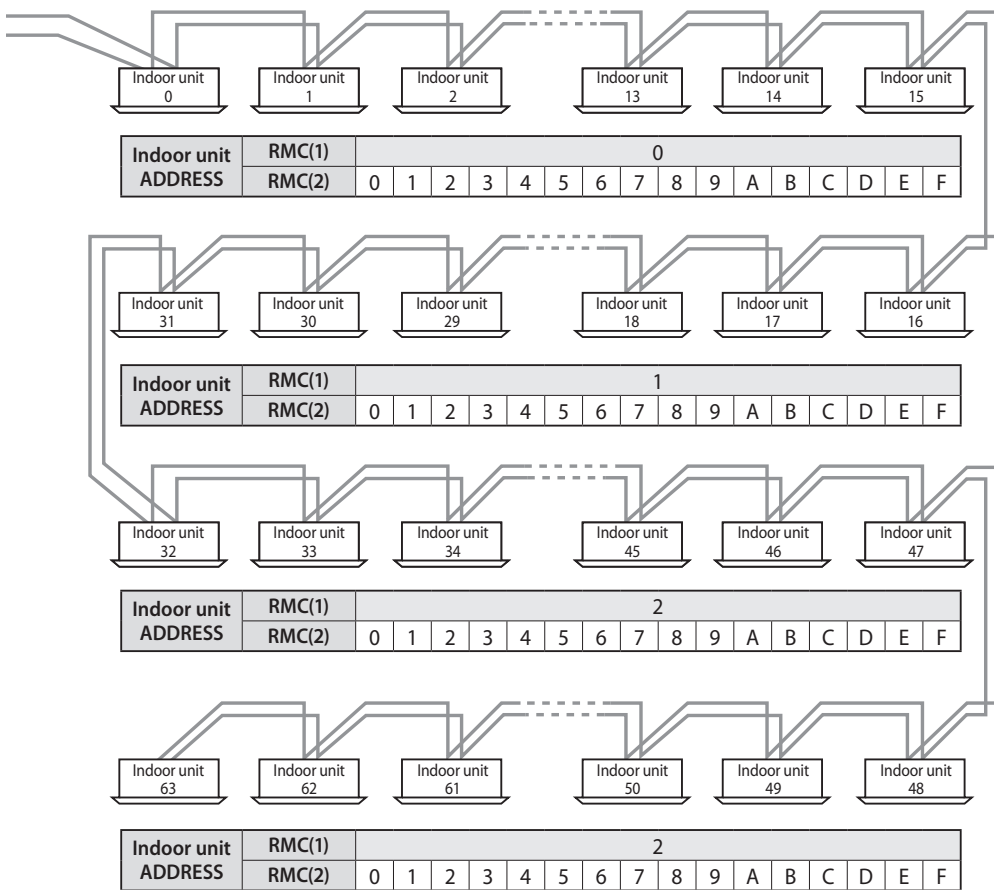 Indoor unit Indoor unit Indoor unit Indoor unit Indoor unit Indoor unit
0 1 2 13 14 15
Indoor unit ADDRESS RMC(1) 0
RMC(2) 0 1 2 3 4 5 6 7 8 9 A B C D E F
Indoor unit Indoor unit Indoor unit Indoor unit Indoor unit Indoor unit
31 30 29 18 17 16
Indoor unit ADDRESS RMC(1) 1
RMC(2) 0 1 2 3 4 5 6 7 8 9 A B C D E F
Indoor unit Indoor unit Indoor unit Indoor unit Indoor unit Indoor unit
32 33 34 45 46 47
Indoor unit ADDRESS RMC(1) 2
RMC(2) 0 1 2 3 4 5 6 7 8 9 A B C D E F
Indoor unit Indoor unit Indoor unit Indoor unit Indoor unit Indoor unit
63 62 61 50 49 48
Indoor unit ADDRESS RMC(1) 2
RMC(2) 0 1 2 3 4 5 6 7 8 9 A B C D E F